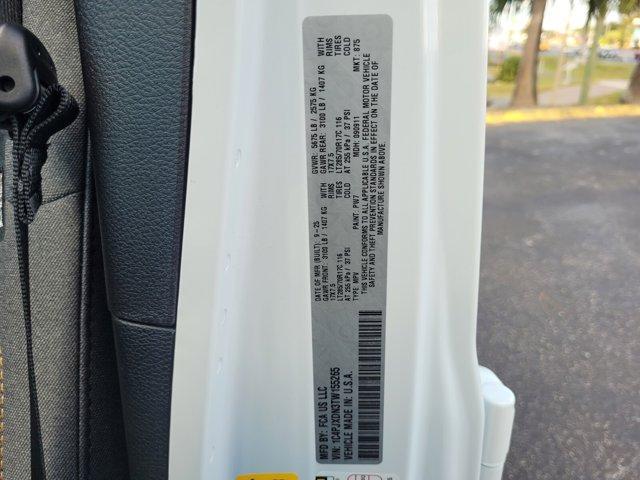 MFD BY: FCA US LLC
VIN: 1C4PJXDN3TW155265
VEHICLE MADE IN U.S.A.
DATE OF MFR (BUILT): 9-25
GVWR: 5675 LB / 2575 KG
GAWR FRONT: 3100 LB / 1407 KG WITH
17X7.5 RIMS
LT285/70R17C 116 TIRES
AT 255 kPa / 37 PSI COLD
GAWR REAR: 3100 LB / 1407 KG WITH
17X7.5 RIMS
LT285/70R17C 116 TIRES
AT 255 kPa / 37 PSI COLD
TYPE: MPV PAINT: PW7 MDH: 090911 MKT: 875
THIS VEHICLE CONFORMS TO ALL APPLICABLE U.S.A. FEDERAL MOTOR VEHICLE
SAFETY AND THEFT PREVENTION STANDARDS IN EFFECT ON THE DATE OF
MANUFACTURE SHOWN ABOVE.